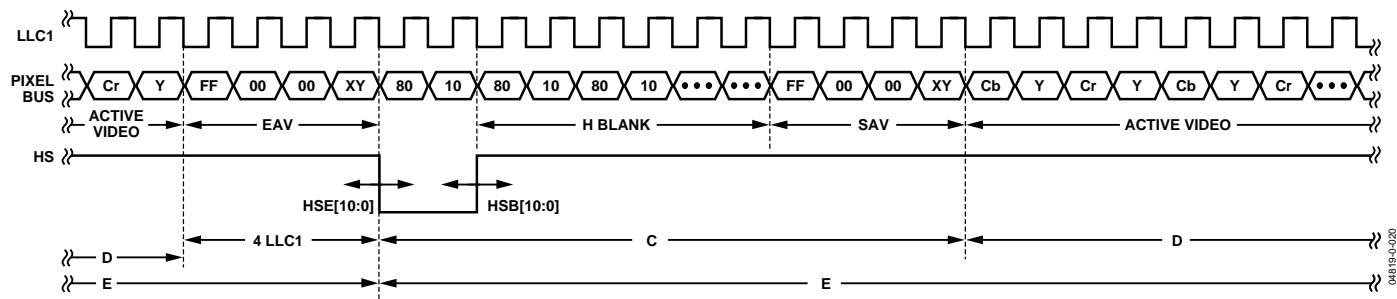 LLC1
PIXEL BUS Cr Y FF 00 00 XY 80 10 80 10 80 10 ••• ••• FF 00 00 XY Cb Y Cr Y Cb Y Cr •••
ACTIVE VIDEO EAV H BLANK SAV ACTIVE VIDEO
HS
HSE[10:0] HSB[10:0]
4 LLC1 C D
D
E E
04819-0-020